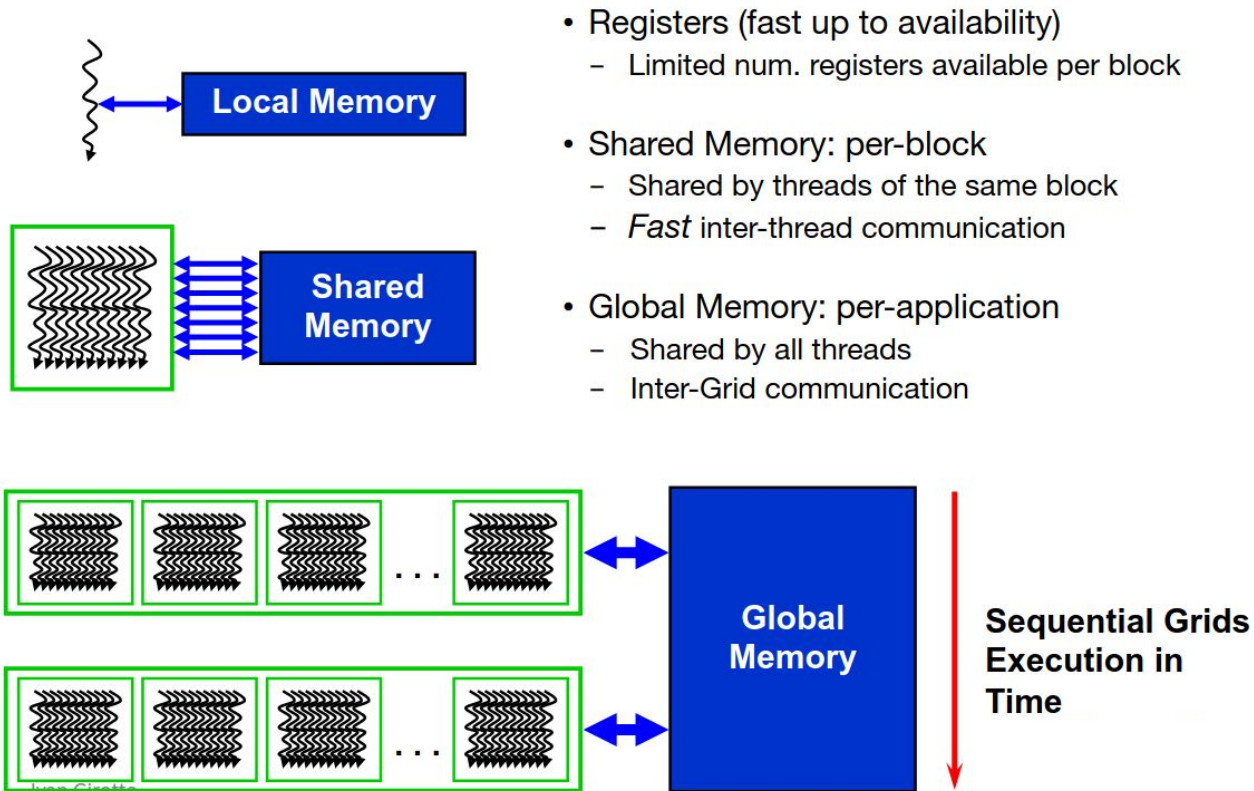 • Registers (fast up to availability)
– Limited num. registers available per block
Local Memory
• Shared Memory: per-block
– Shared by threads of the same block
– Fast inter-thread communication
Shared
Memory
• Global Memory: per-application
– Shared by all threads
– Inter-Grid communication
. . .
Global
Memory
Sequential Grids
Execution in
Time
. . .